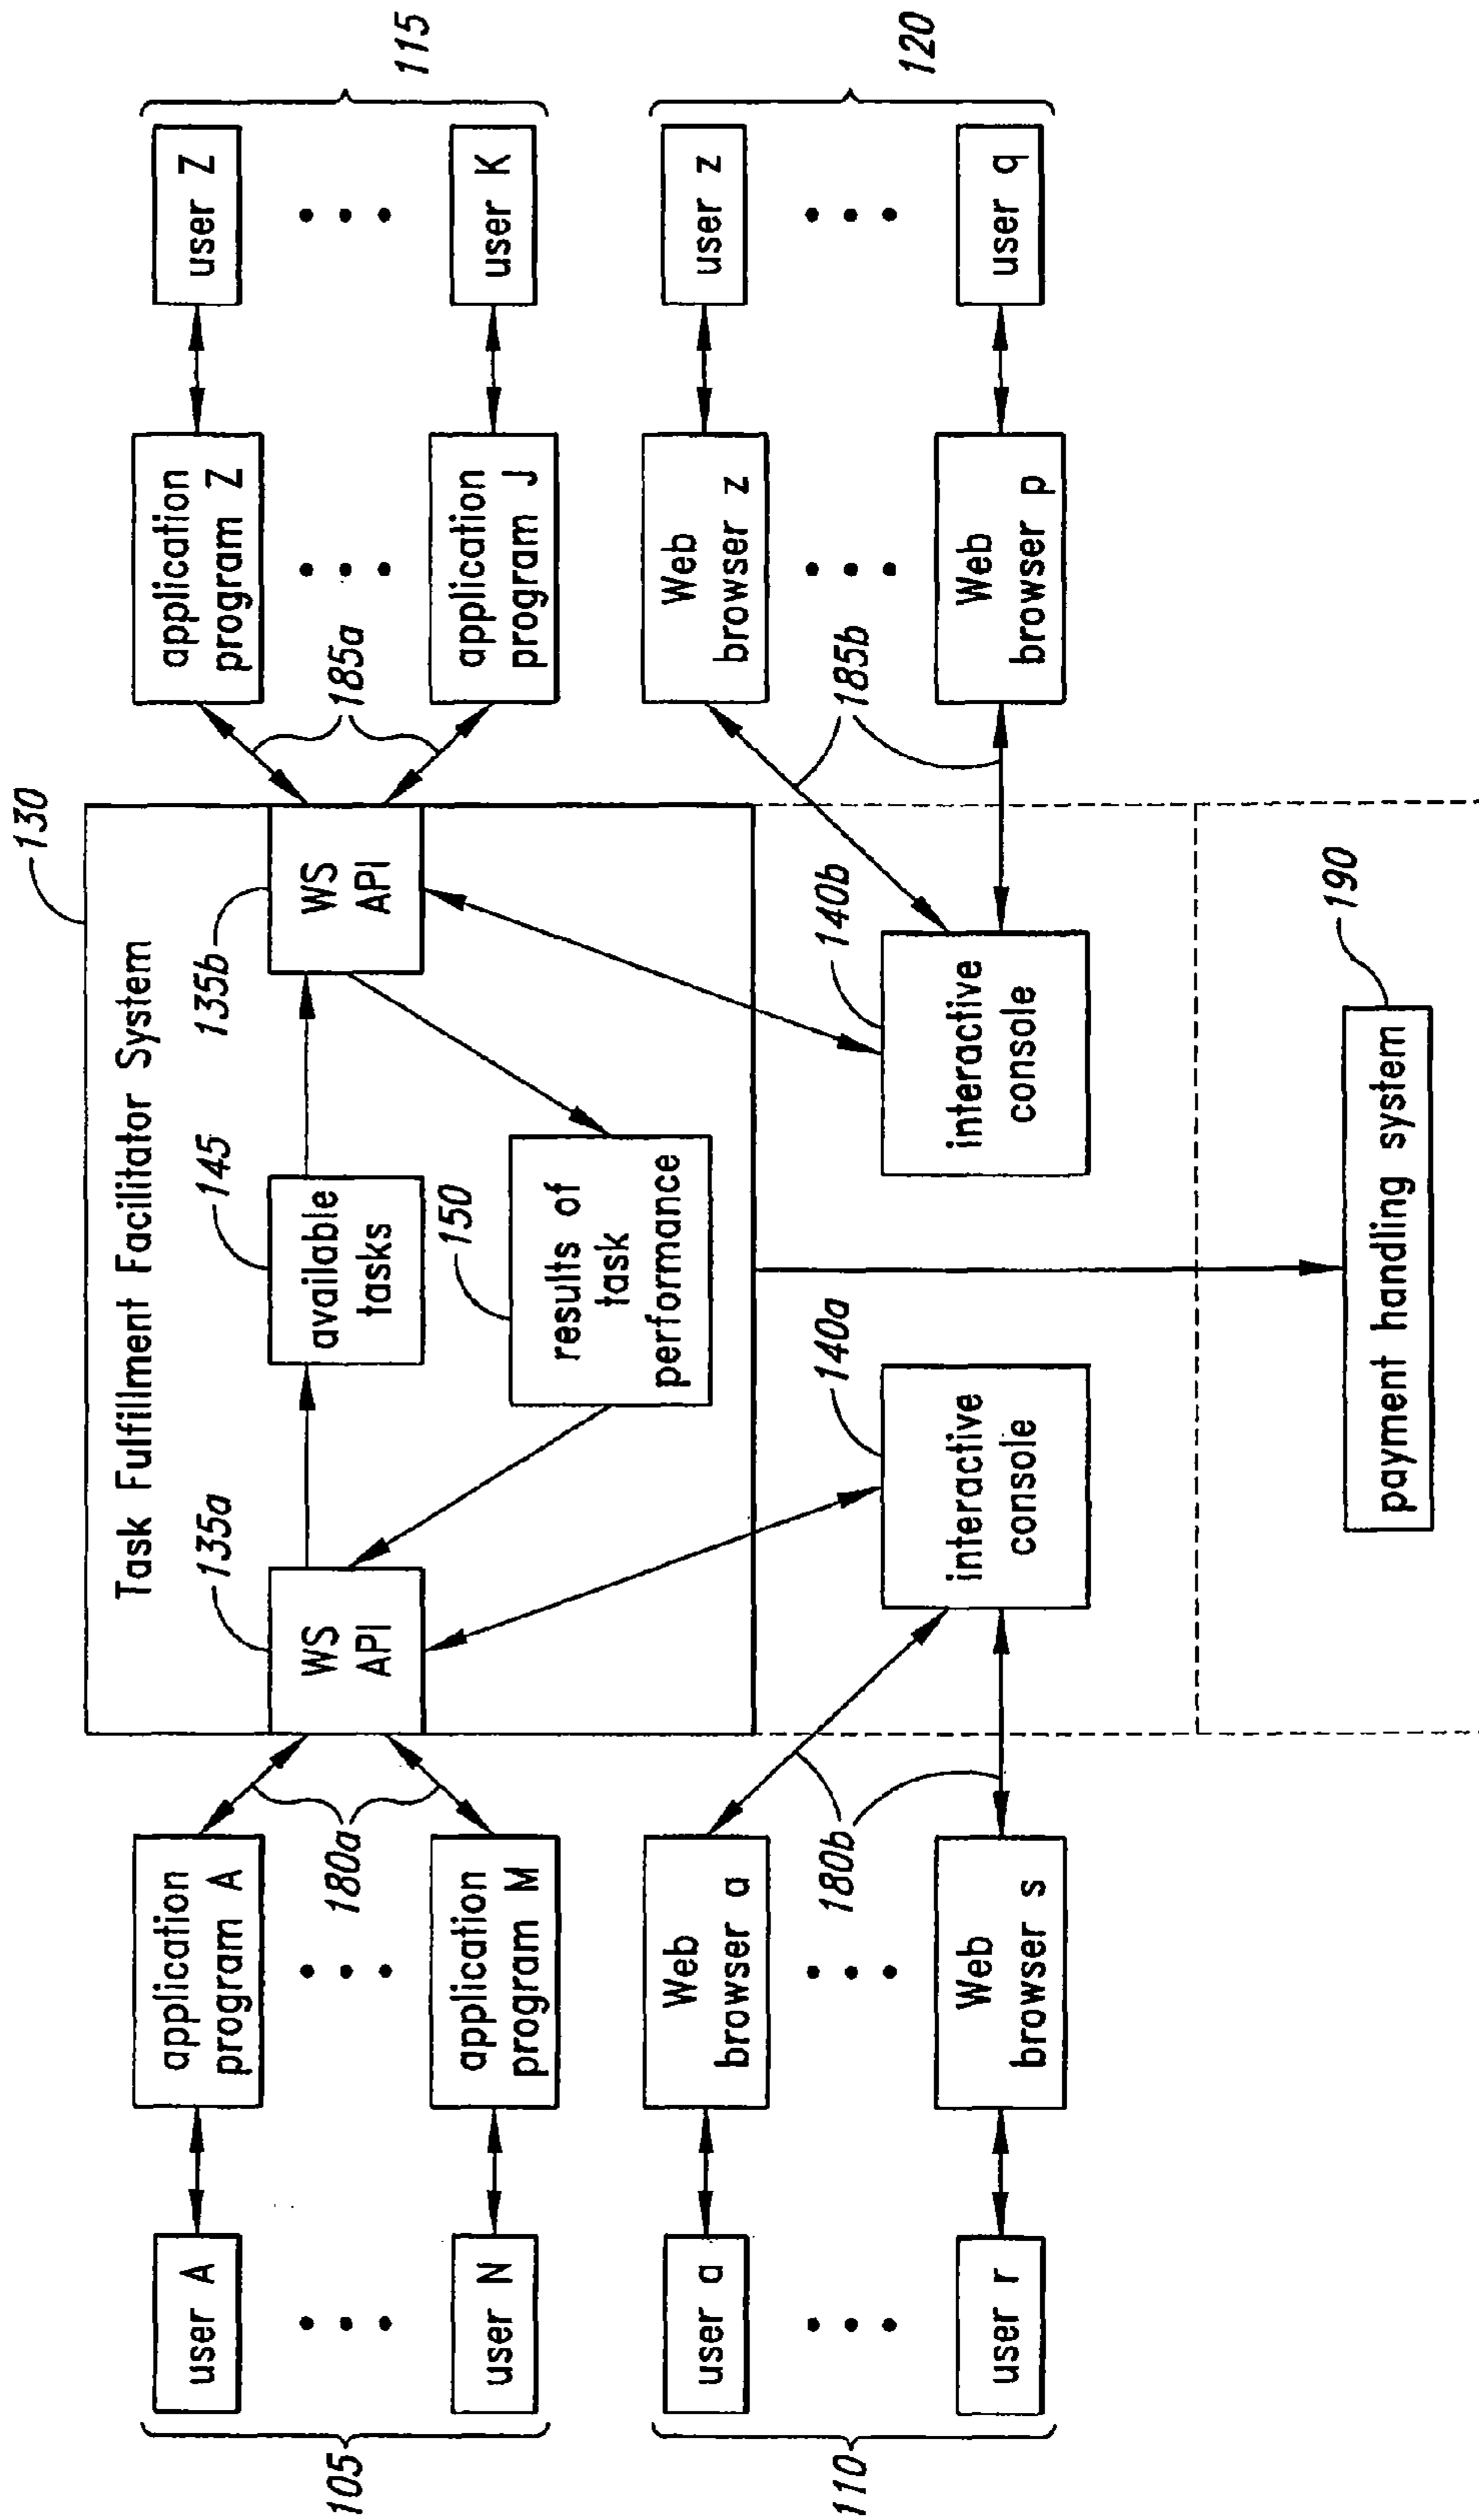 130
Task Fulfillment Facilitator System
user A
application
program A
135a
WS
API
145
available
tasks
135b
WS
API
application
program Z
user Z
105
180a
185a
115
user N
application
program M
150
results of
task
performance
application
program J
user K
user a
Web
browser a
140a
140b
Web
browser z
user z
110
180b
interactive
console
interactive
console
185b
120
user r
Web
browser s
Web
browser p
user q
190
payment handling system